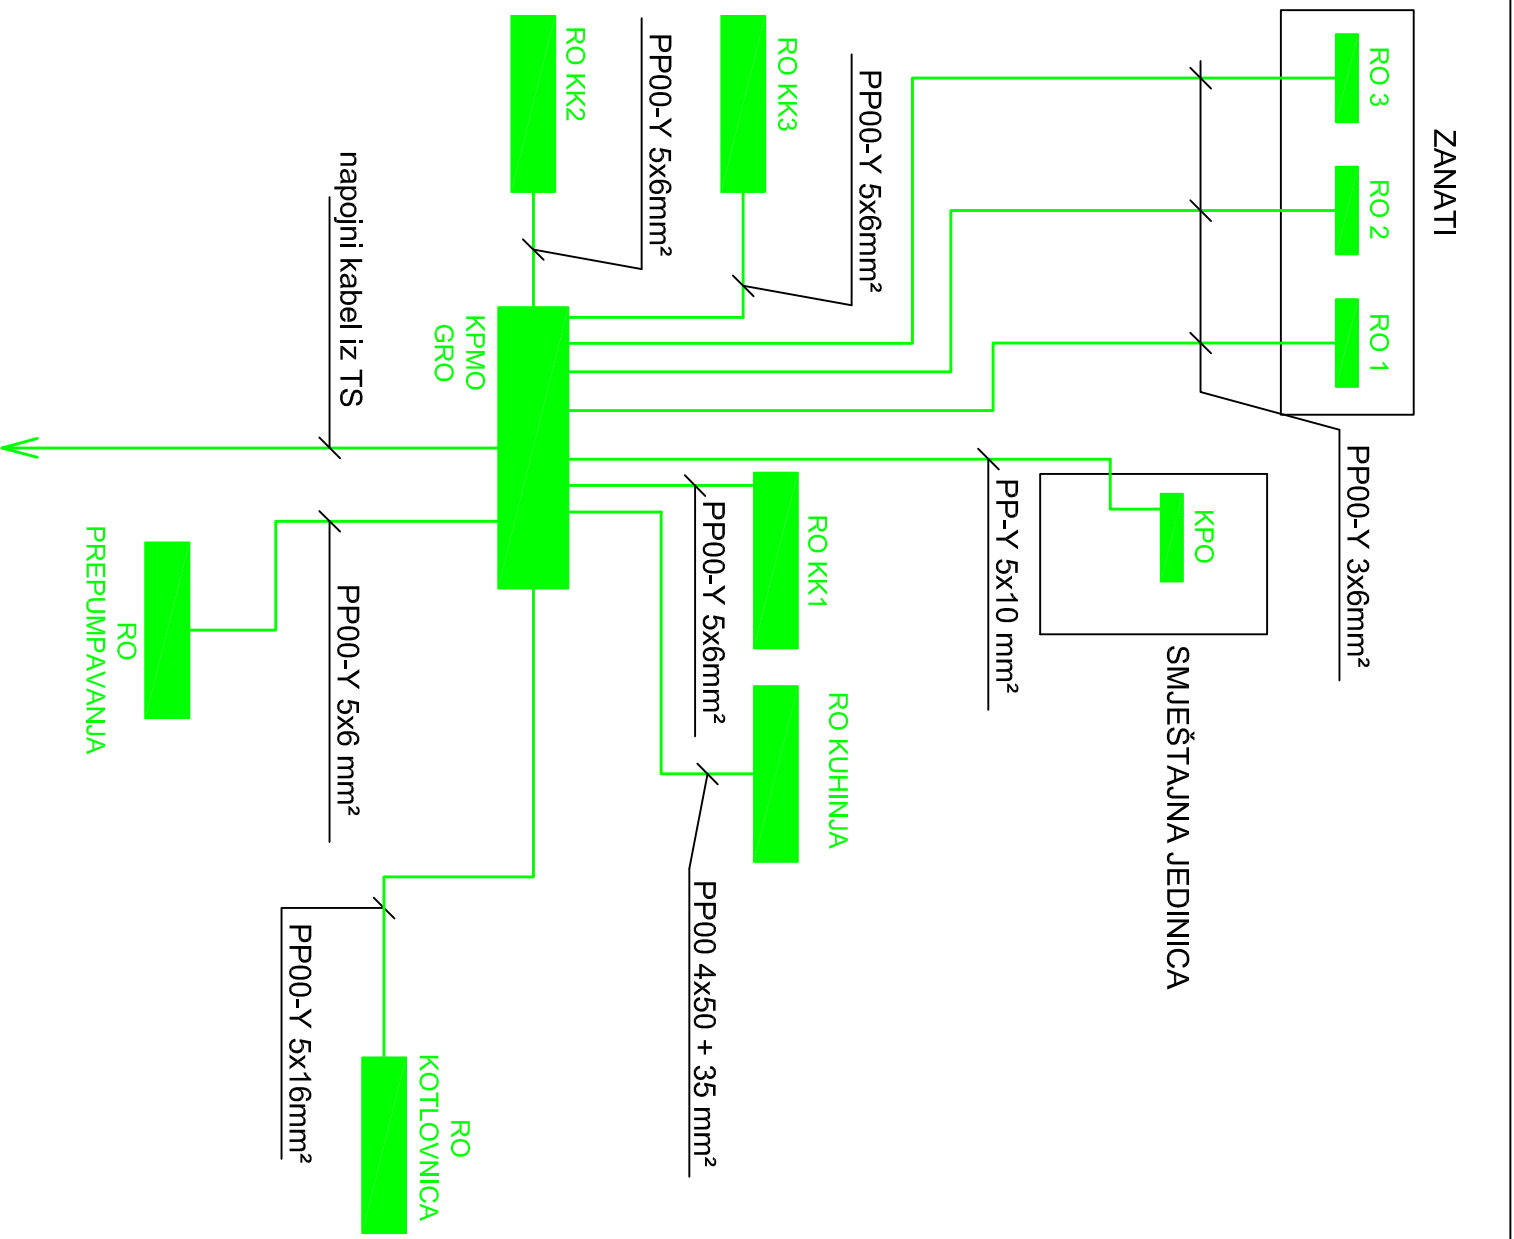 ZANATI
RO 3
RO 2
RO 1
PP00-Y 3x6mm²
KPO
SMJEŠTAJNA JEDINICA
PP-Y 5x10 mm²
PP00-Y 5x6mm²
RO KK3
RO KK1
RO KUHINJA
PP00-Y 5x6mm²
PP00 4x50 + 35 mm²
PP00-Y 5x6mm²
RO KK2
KPMO
GRO
RO
KOTLOVNICA
napojni kabel iz TS
PP00-Y 5x6 mm²
PP00-Y 5x16mm²
RO
PREPUMPAVANJA